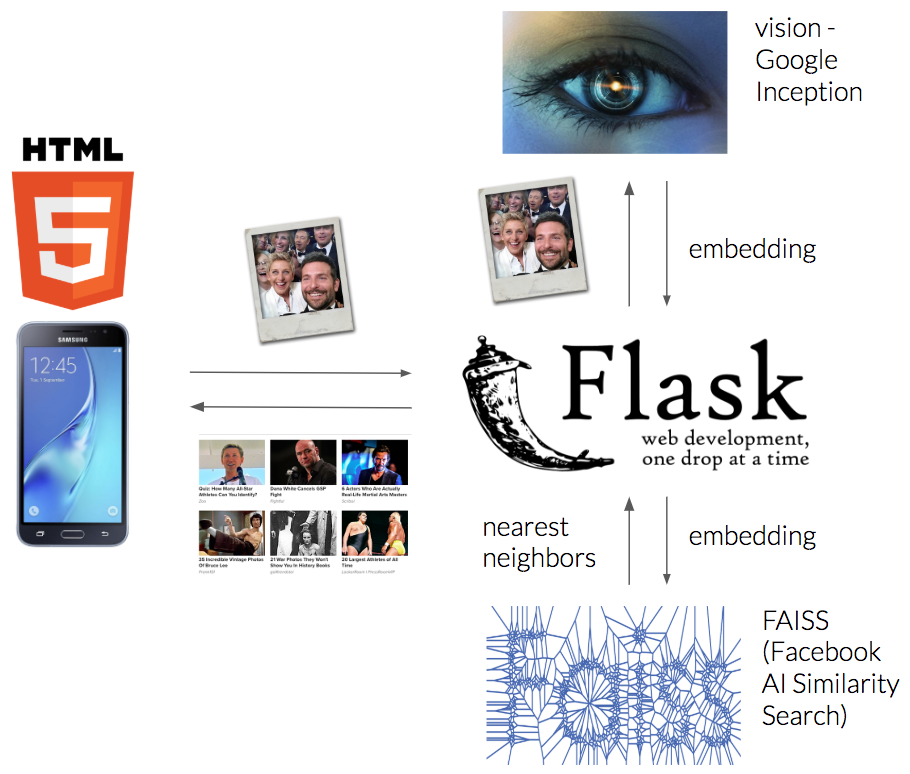 vision -
Google
Inception
HTML
5
embedding
SAMSUNG
12:45
Tue, 1 September
Flask
web development,
one drop at a time
Quiz: How Many All-Star
Athletes Can You Identify?
Dana White Cancels GSP
Fight
6 Actors Who Are Actually
Real-Life Martial Arts Masters
25 Incredible Vintage Photos
Of Bruce Lee
21 War Photos They Won't
Show You In History Books
20 Largest Athletes of All
Time
nearest
neighbors
embedding
FAISS
(Facebook
AI Similarity
Search)